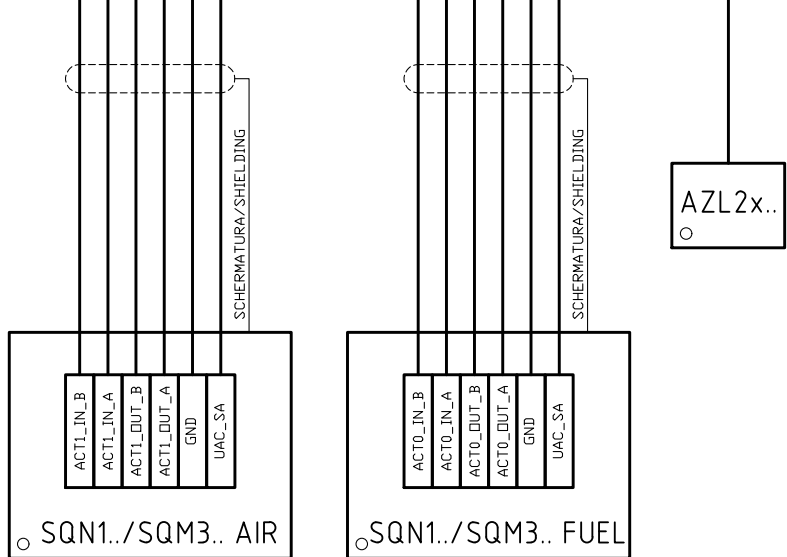 SCHERMATURA/SHIELDING
ACT1_IN_B
ACT1_IN_A
ACT1_OUT_B
ACT1_OUT_A
GND
UAC_SA
SQN1../SQM3.. AIR
SCHERMATURA/SHIELDING
ACT0_IN_B
ACT0_IN_A
ACT0_OUT_B
ACT0_OUT_A
GND
UAC_SA
SQN1../SQM3.. FUEL
AZL2x..